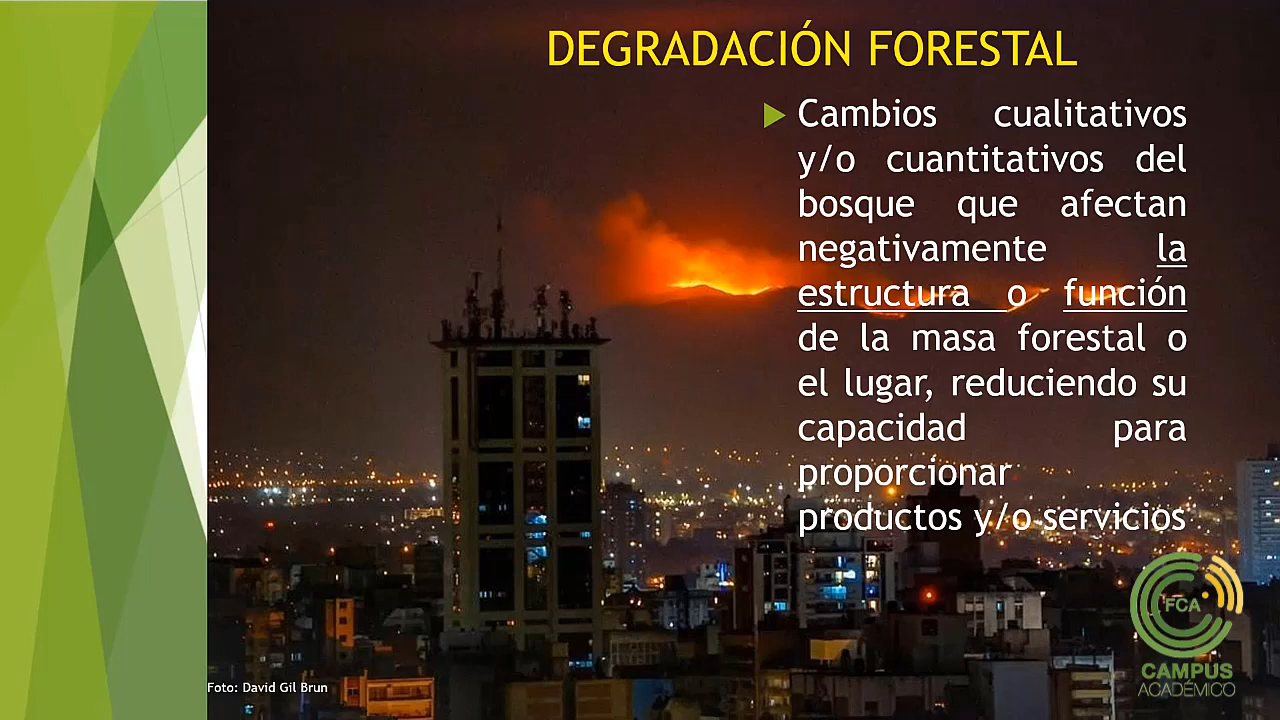 DEGRADACIÓN FORESTAL
Cambios cualitativos
y/o cuantitativos del
bosque que afectan
negativamente la
estructura o función
de la masa forestal o
el lugar, reduciendo su
capacidad para
proporcionar
productos y/o servicios
FCA
CAMPUS
ACADÉMICO
Foto: David Gil Brun